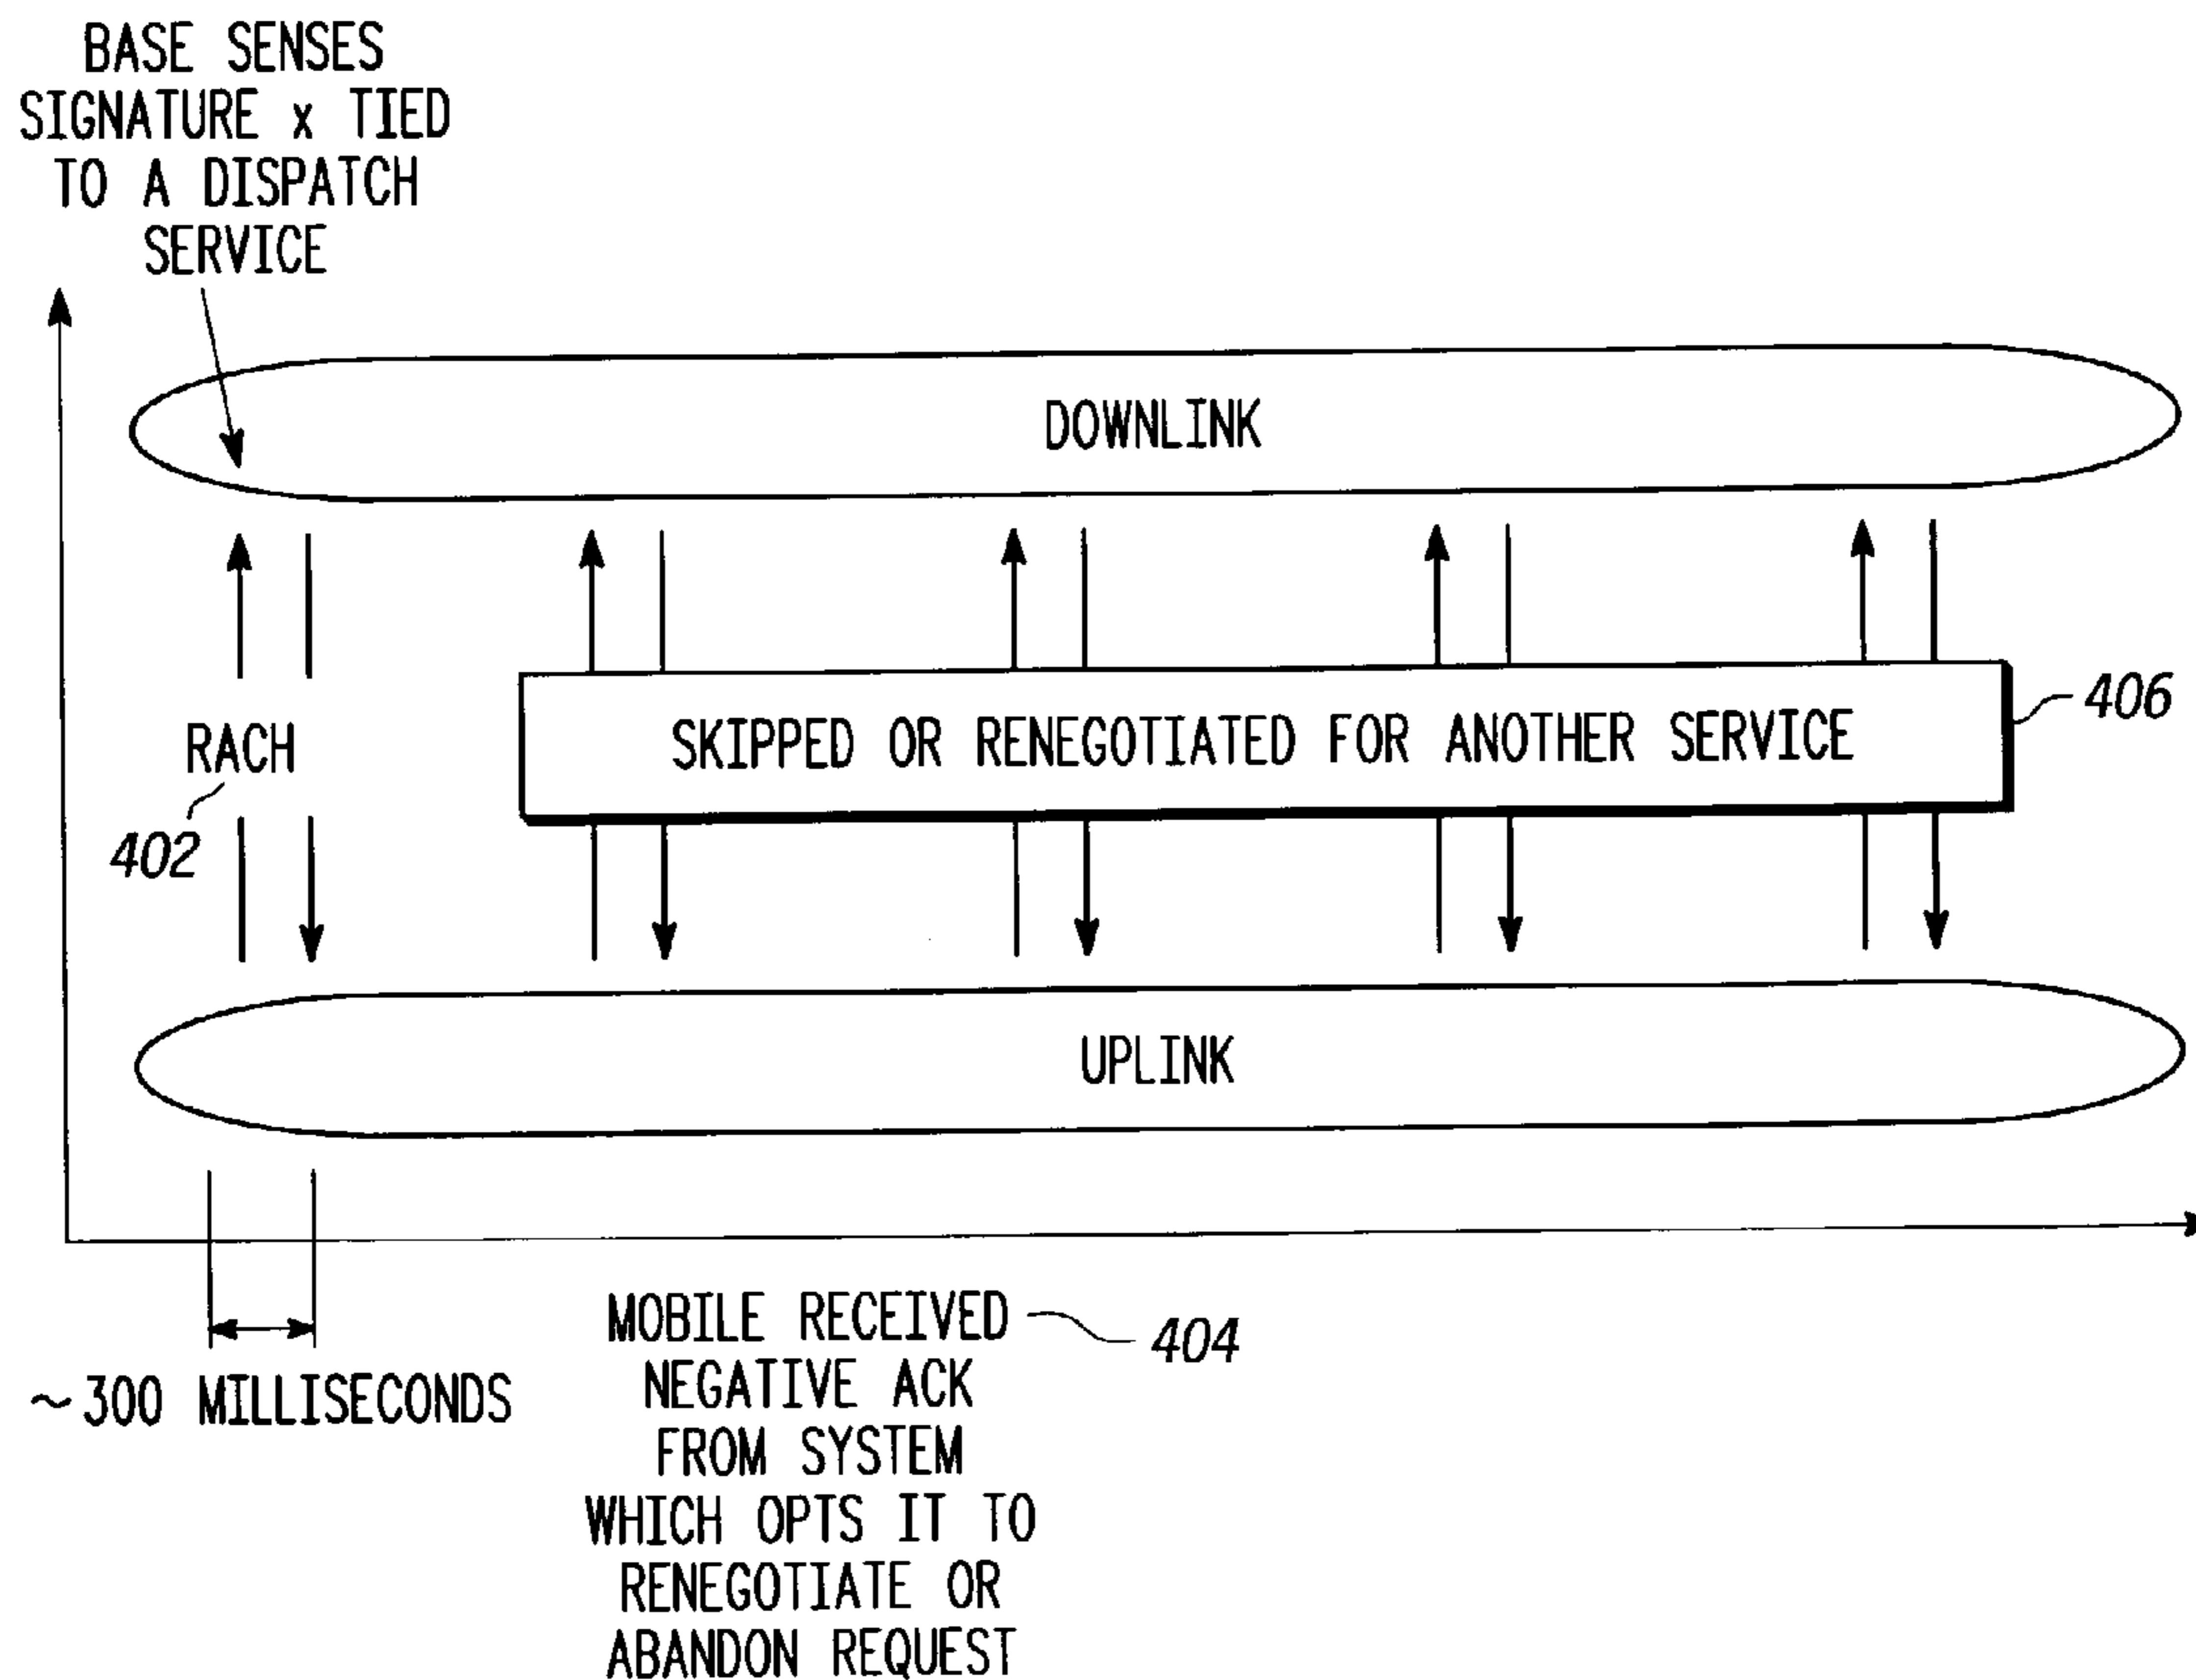 BASE SENSES
SIGNATURE x TIED
TO A DISPATCH
SERVICE
DOWNLINK
SKIPPED OR RENEGOTIATED FOR ANOTHER SERVICE
406
RACH
402
UPLINK
~300 MILLISECONDS
MOBILE RECEIVED
404
NEGATIVE ACK
FROM SYSTEM
WHICH OPTS IT TO
RENEGOTIATE OR
ABANDON REQUEST